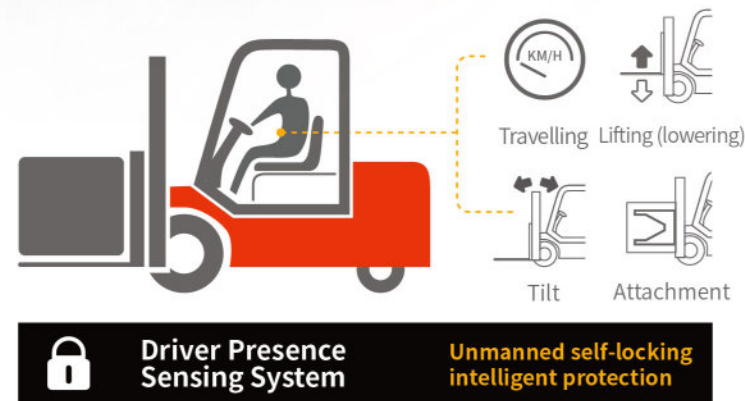 KM/H
Travelling
Lifting (lowering)
Tilt
Attachment
Driver Presence
Sensing System
Unmanned self-locking
intelligent protection